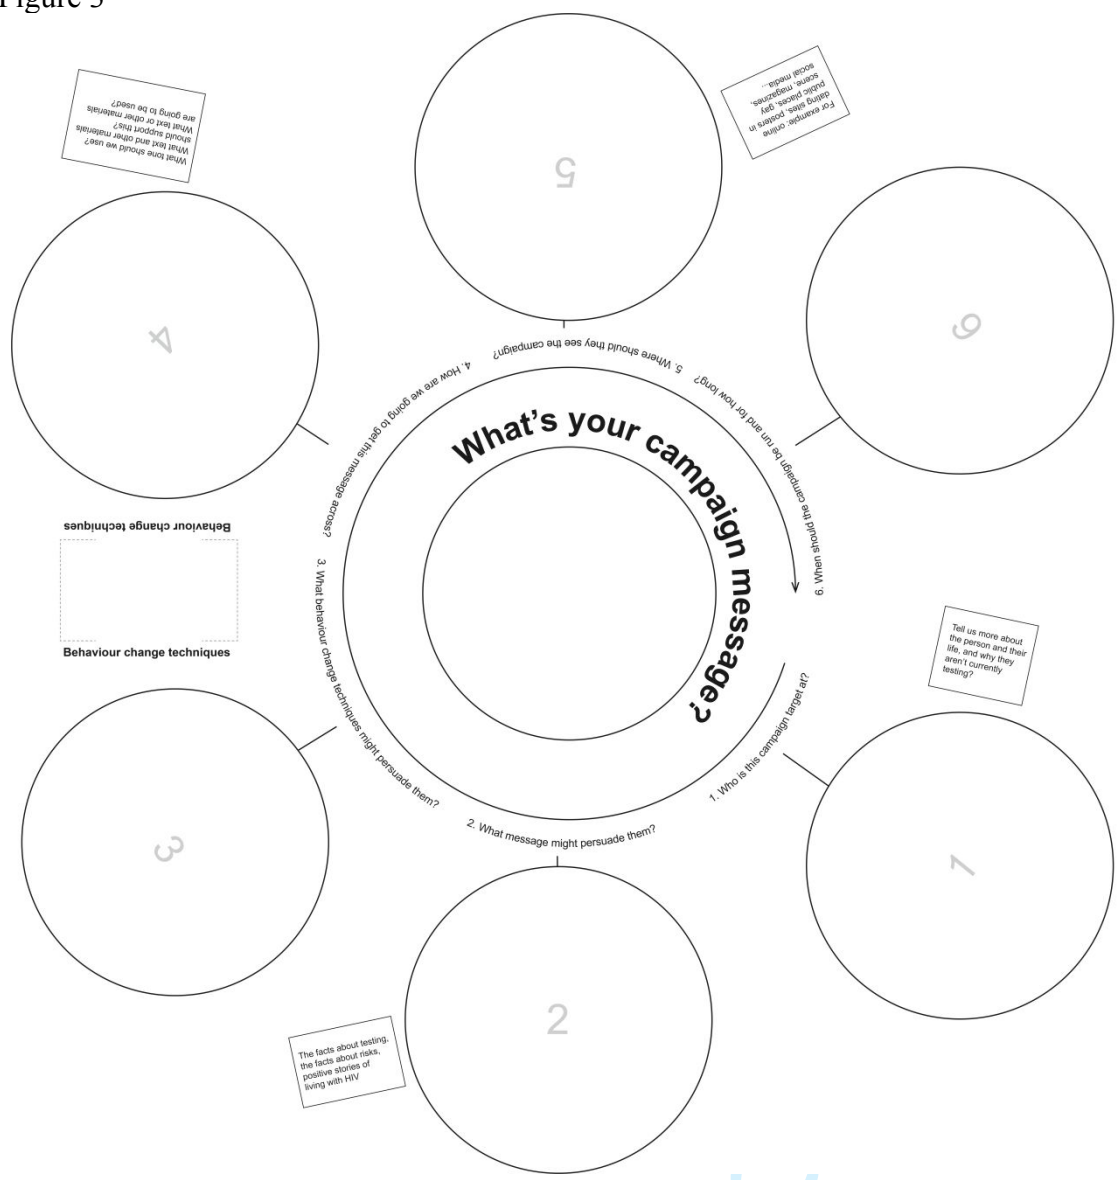 Figure 3
What's your campaign message?
1. Who is this campaign target at?
1
Tell us more about
the person and their
life, and why they
aren't currently
testing?
2. What message might persuade them?
2
The facts about testing,
the facts about risks,
positive stories of
living with HIV
3. What behaviour change techniques might persuade them?
3
Behaviour change techniques
Behaviour change techniques
4. How are we going to get this message across?
4
What tone should we use?
What text and other materials
should support this?
What text or other materials
are going to be used?
5. Where should they see the campaign?
5
For example: online
dating sites, posters in
public places, gay
scene, magazines,
social media...
6. When should the campaign be run and for how long?
6